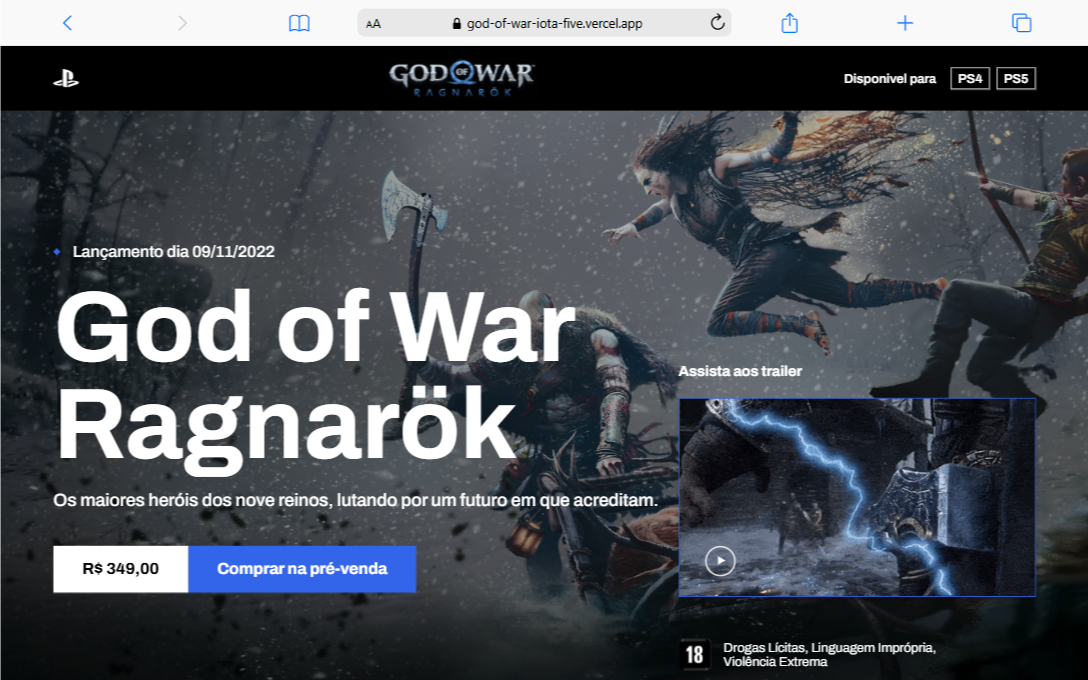 AA
god-of-war-iota-five.vercel.app
GOD OF WAR
RAGNARÖK
Disponivel para
PS4
PS5
Lançamento dia 09/11/2022
God of War
Ragnarök
Assista aos trailer
Os maiores heróis dos nove reinos, lutando por um futuro em que acreditam.
R$ 349,00
Comprar na pré-venda
18
Drogas Lícitas, Linguagem Imprópria,
Violência Extrema